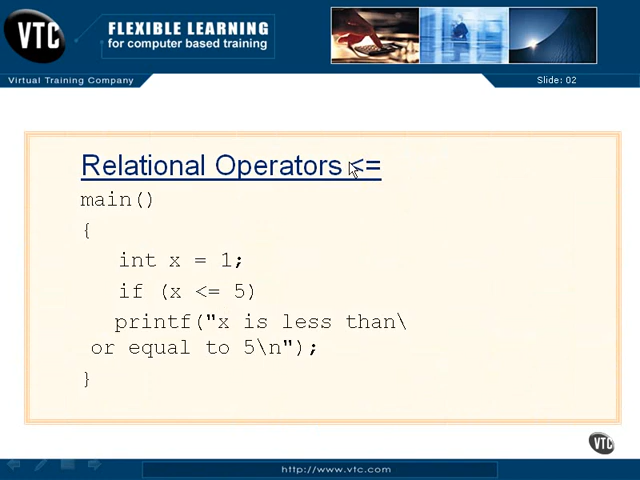 VTC
FLEXIBLE LEARNING
for computer based training
Virtual Training Company
Slide: 02
Relational Operators <=
main()
{
int x = 1;
if (x <= 5)
printf("x is less than\
or equal to 5\n");
}
VTC
http://www.vtc.com